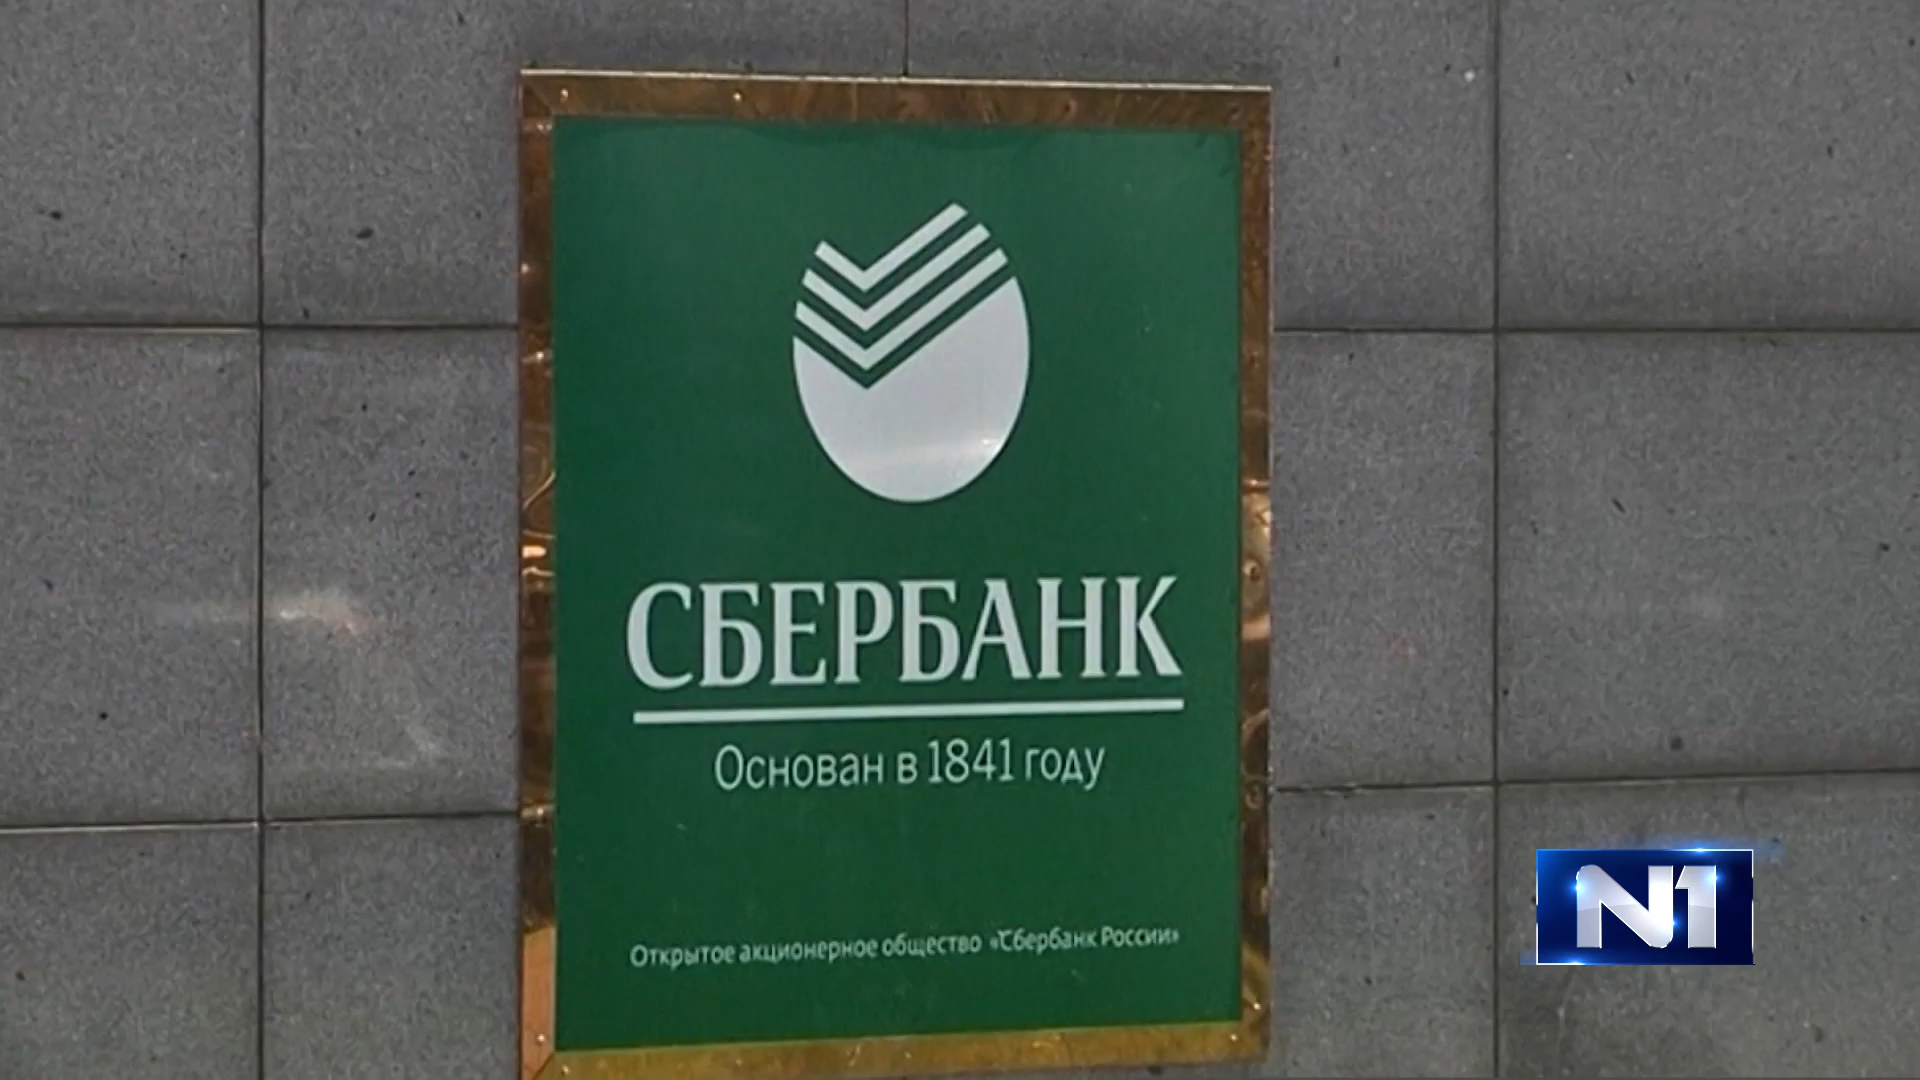 СБЕРБАНК
Основан в 1841 году
Открытое акционерное общество «Сбербанк России»
N1